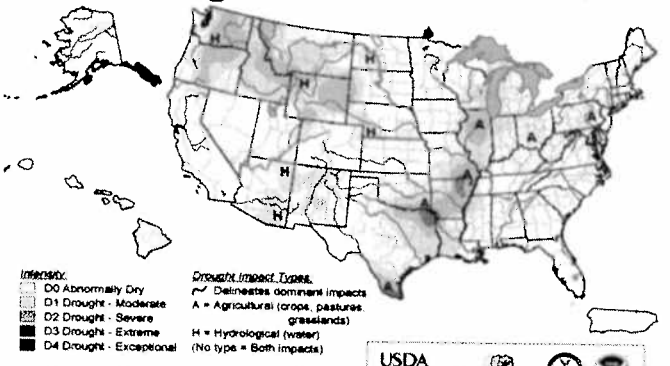 H
H
H
H
H
H
A
A
A
A
A
A
Intensity:
D0 Abnormally Dry
D1 Drought - Moderate
D2 Drought - Severe
D3 Drought - Extreme
D4 Drought - Exceptional
Drought Impact Types:
Delineates dominant impacts
A = Agricultural (crops, pastures,
grasslands)
H = Hydrological (water)
(No type = Both impacts)
USDA